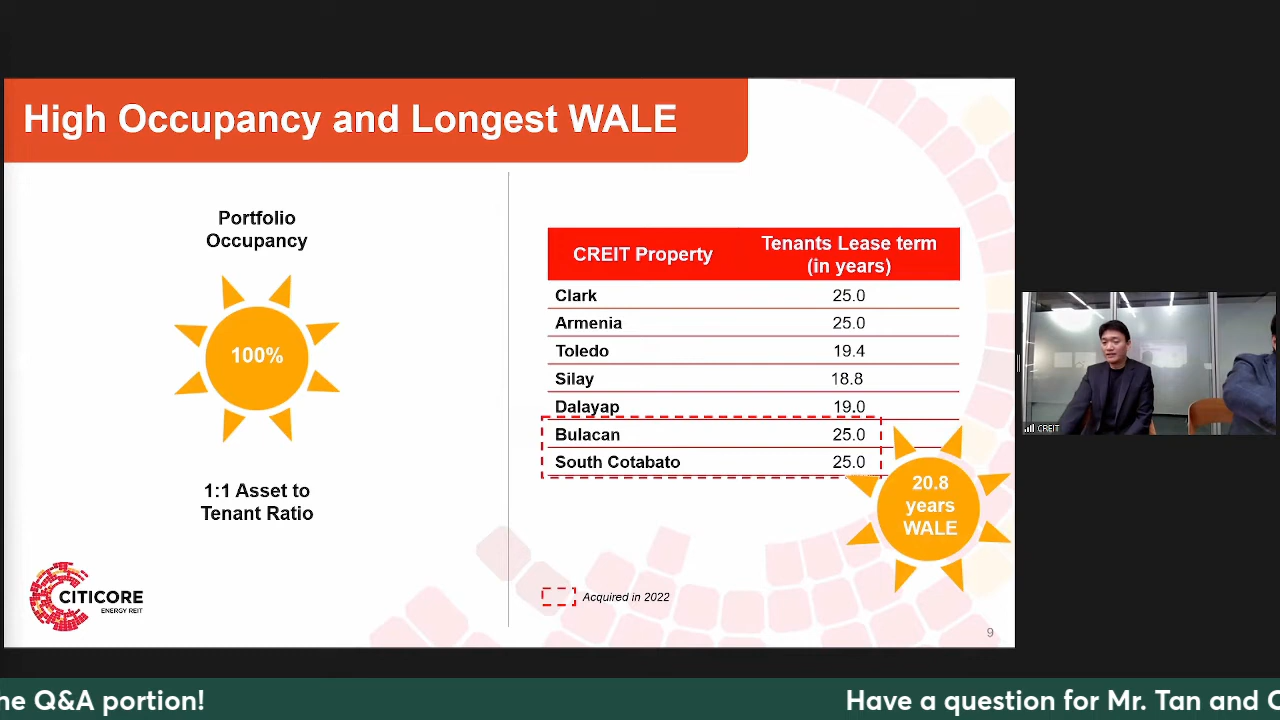 High Occupancy and Longest WALE
Portfolio
Occupancy
100%
1:1 Asset to
Tenant Ratio
CITICORE
ENERGY REIT
CREIT Property
Tenants Lease term
(in years)
Clark 25.0
Armenia 25.0
Toledo 19.4
Silay 18.8
Dalayap 19.0
Bulacan 25.0
South Cotabato 25.0
20.8
years
WALE
Acquired in 2022
9
CREIT
he Q&A portion! Have a question for Mr. Tan and C